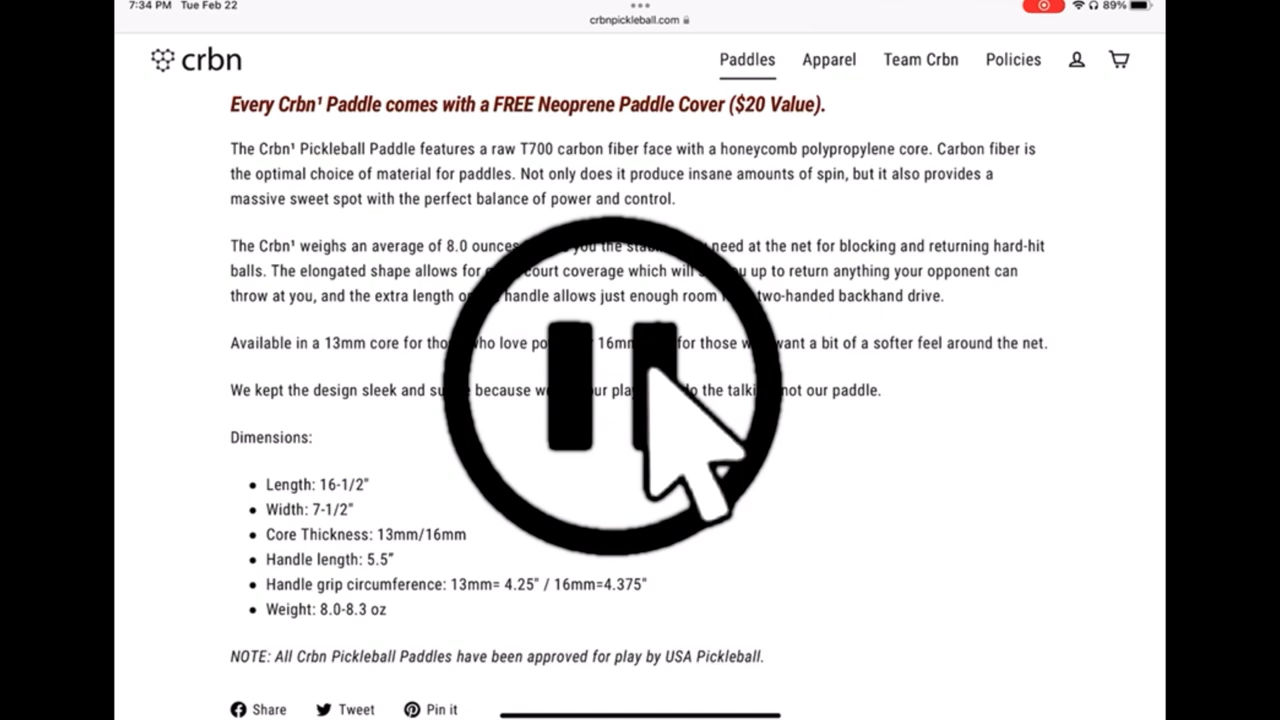 7:34 PM Tue Feb 22
crbnpickleball.com
89%
crbn
Paddles Apparel Team Crbn Policies
Every Crbn¹ Paddle comes with a FREE Neoprene Paddle Cover ($20 Value).
The Crbn¹ Pickleball Paddle features a raw T700 carbon fiber face with a honeycomb polypropylene core. Carbon fiber is
the optimal choice of material for paddles. Not only does it produce insane amounts of spin, but it also provides a
massive sweet spot with the perfect balance of power and control.
The Crbn¹ weighs an average of 8.0 ounces you the need at the net for blocking and returning hard-hit
balls. The elongated shape allows for court coverage which will up to return anything your opponent can
throw at you, and the extra length handle allows just enough room two-handed backhand drive.
Available in a 13mm core for who love 16mm for those want a bit of a softer feel around the net.
We kept the design sleek and because do the not our paddle.
Dimensions:
Length: 16-1/2"
Width: 7-1/2"
Core Thickness: 13mm/16mm
Handle length: 5.5"
Handle grip circumference: 13mm= 4.25" / 16mm=4.375"
Weight: 8.0-8.3 oz
NOTE: All Crbn Pickleball Paddles have been approved for play by USA Pickleball.
Share Tweet Pin it